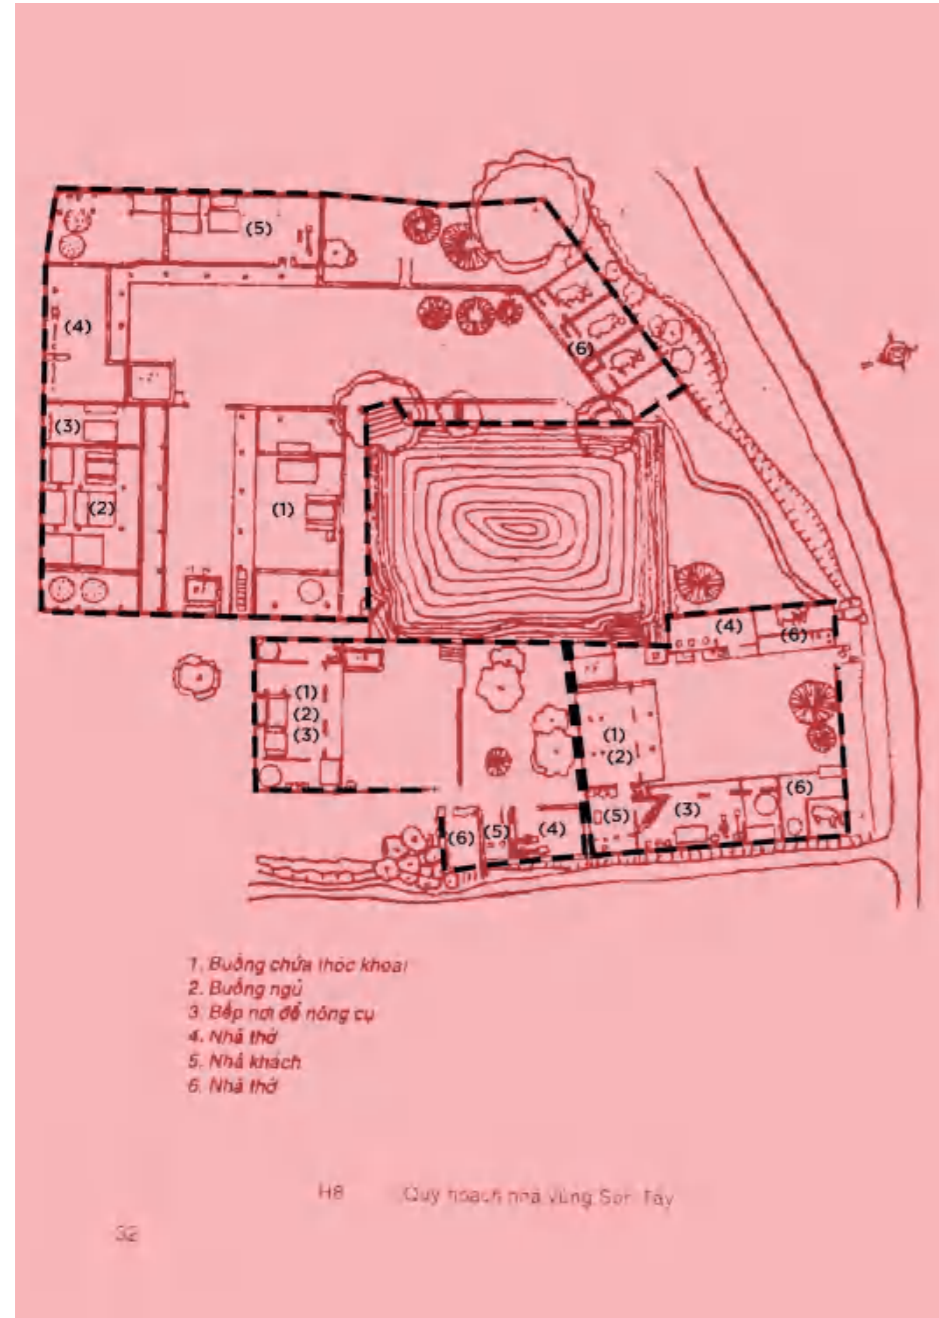 (5)
(4)
(6)
(3)
(2)
(1)
(4)
(6)
(1)
(2)
(3)
(1)
(2)
(6)
(5)
(3)
(6)
(5)
(4)
1. Buồng chứa thóc khoai
2. Buồng ngủ
3. Bếp nơi để nông cụ
4. Nhà thờ
5. Nhà khách
6. Nhà thờ
H8 Quy hoạch nhà vùng Sơn Tây
32